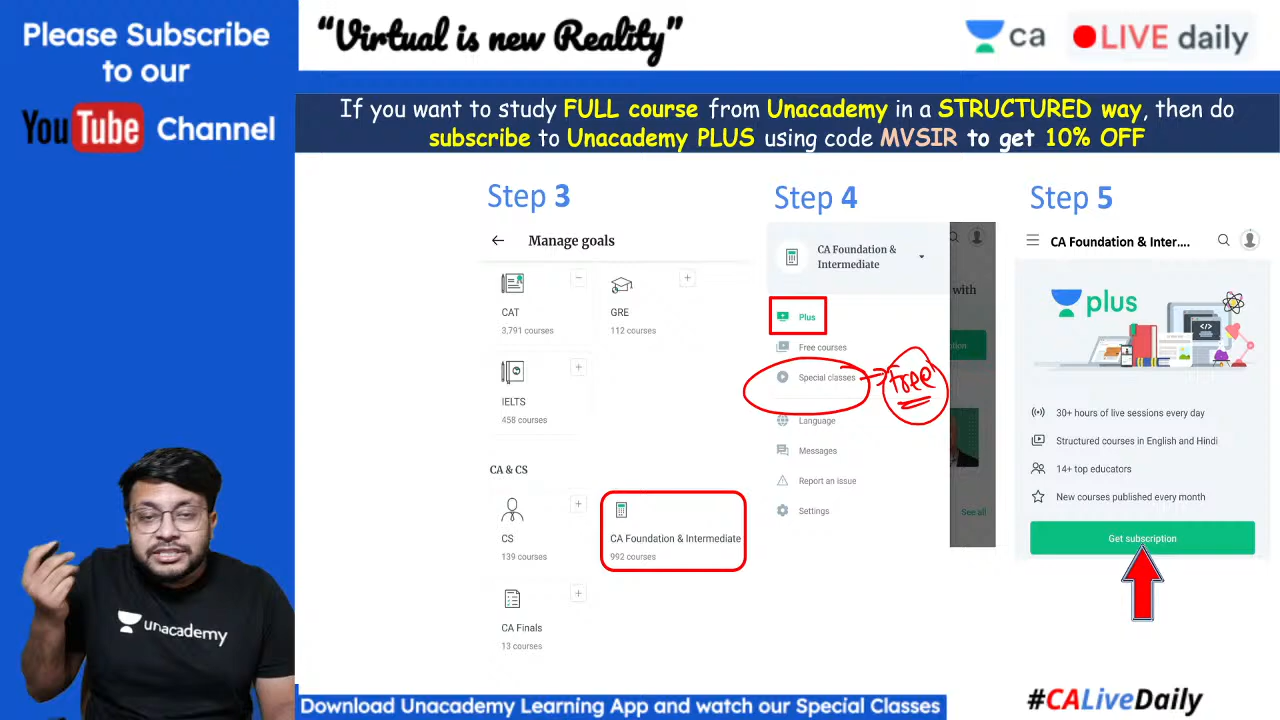 Please Subscribe
to our
YouTube Channel
"Virtual is new Reality"
ca
LIVE daily
If you want to study FULL course from Unacademy in a STRUCTURED way, then do
subscribe to Unacademy PLUS using code MVSIR to get 10% OFF
Step 3
Manage goals
CAT
3,791 courses
GRE
112 courses
IELTS
458 courses
CA & CS
CS
139 courses
CA Foundation & Intermediate
992 courses
CA Finals
13 courses
Step 4
CA Foundation &
Intermediate
with
Plus
Free courses
Special classes
Free
Language
Messages
Report an issue
Settings
See all
Step 5
CA Foundation & Inter....
plus
30+ hours of live sessions every day
Structured courses in English and Hindi
14+ top educators
New courses published every month
Get subscription
unacademy
Download Unacademy Learning App and watch our Special Classes
#CALiveDaily